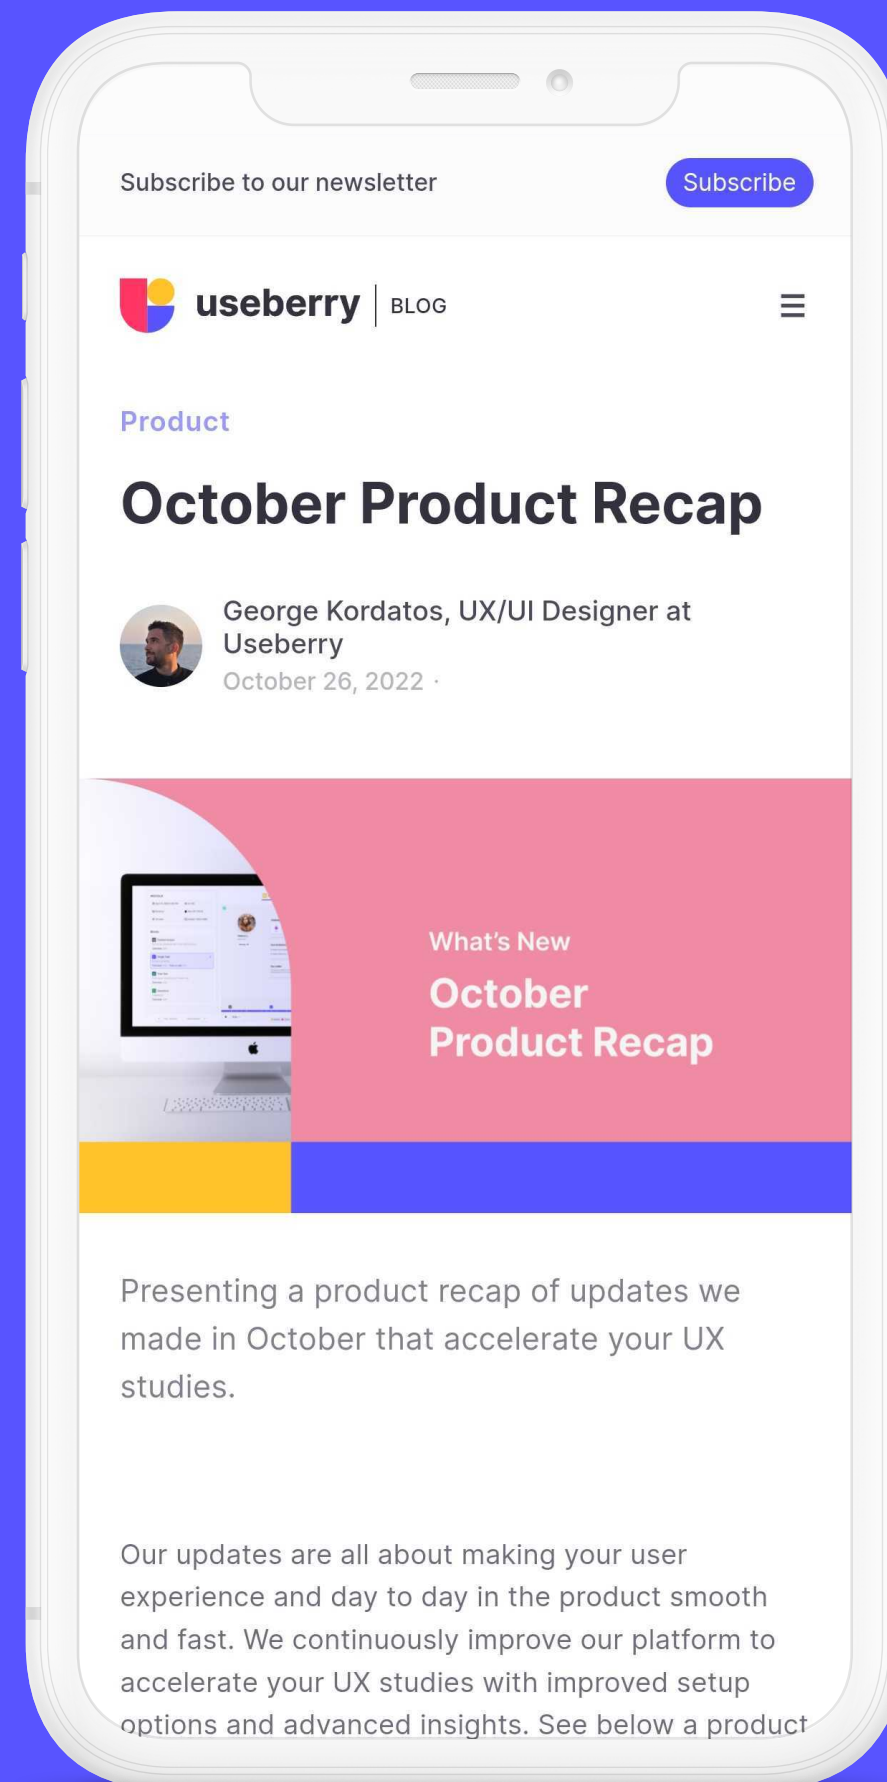 Subscribe to our newsletter
Subscribe
useberry
BLOG
Product
October Product Recap
George Kordatos, UX/UI Designer at
Useberry
October 26, 2022 ·
What's New
October
Product Recap
Presenting a product recap of updates we
made in October that accelerate your UX
studies.
Our updates are all about making your user
experience and day to day in the product smooth
and fast. We continuously improve our platform to
accelerate your UX studies with improved setup
options and advanced insights. See below a product